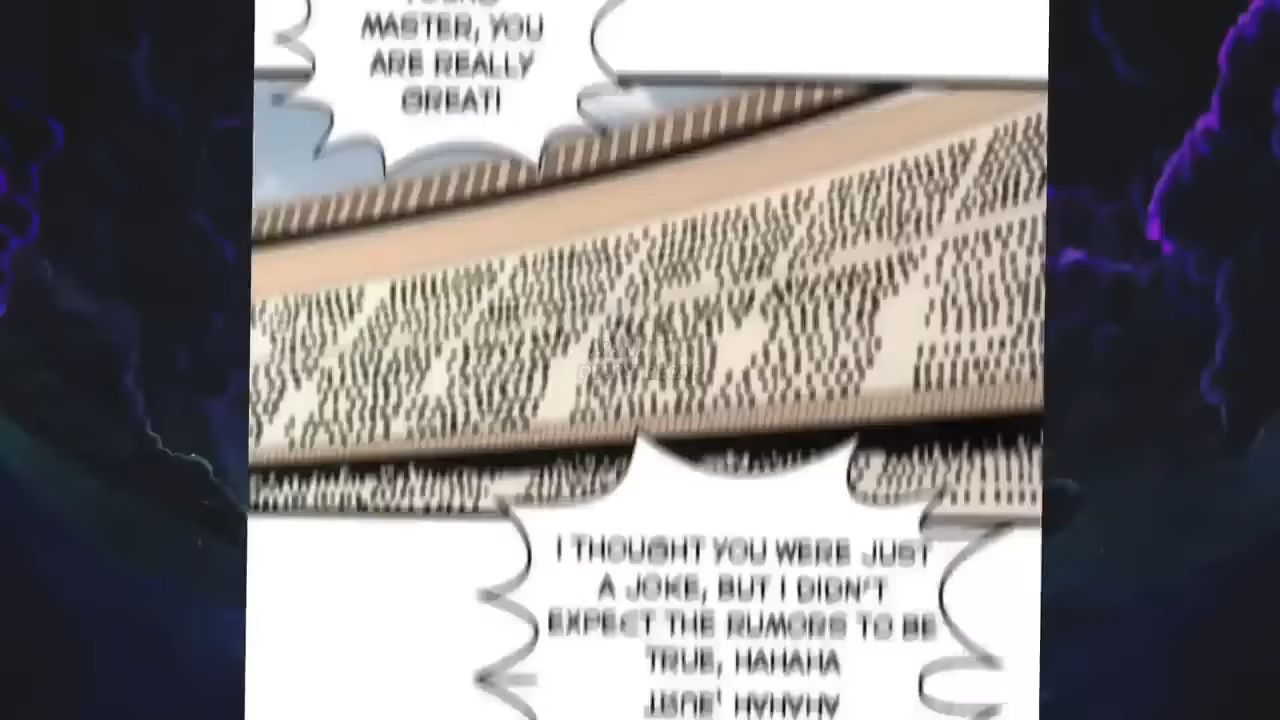 MASTER, YOU
ARE REALLY
GREAT!
I THOUGHT YOU WERE JUST
A JOKE, BUT I DIDN'T
EXPECT THE RUMORS TO BE
TRUE, HAHAHA